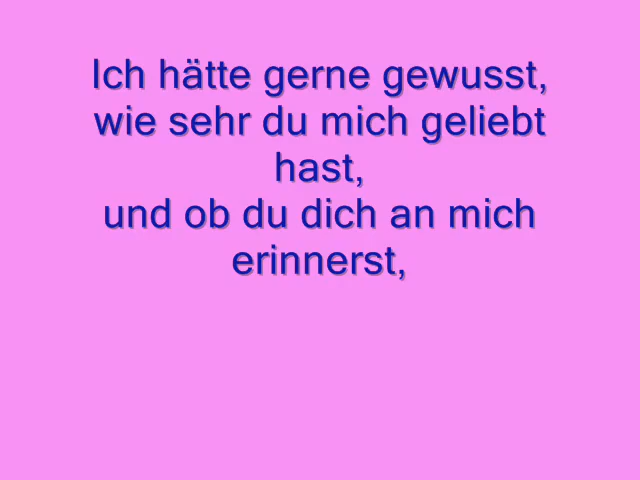 Ich hätte gerne gewusst,
wie sehr du mich geliebt
hast,
und ob du dich an mich
erinnerst,